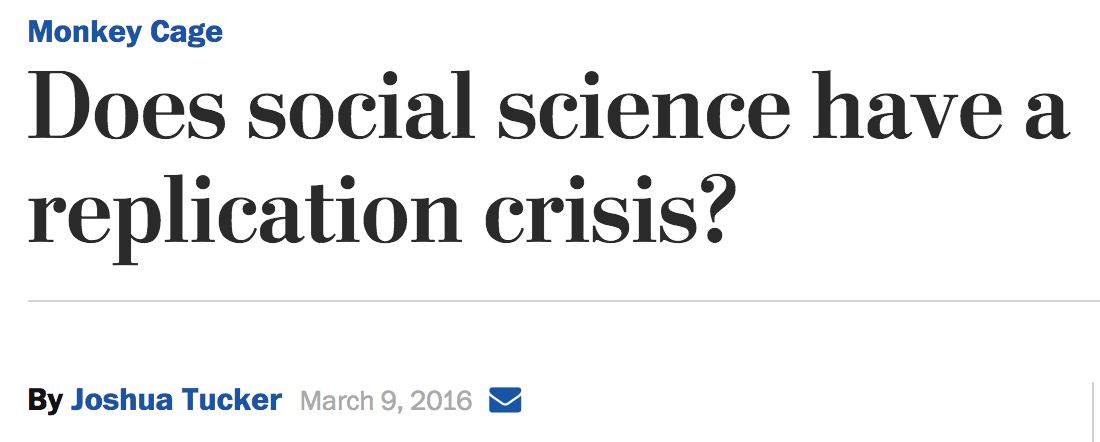 Monkey Cage
Does social science have a
replication crisis?
By Joshua Tucker March 9, 2016